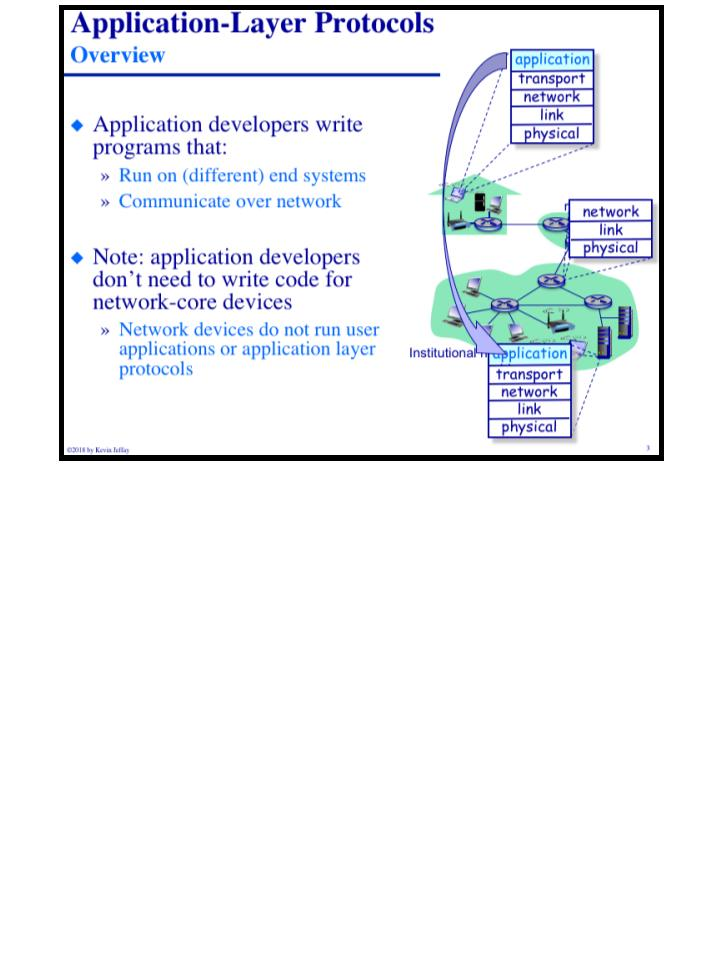 Application-Layer Protocols
Overview
◆ Application developers write
programs that:
» Run on (different) end systems
» Communicate over network
◆ Note: application developers
don't need to write code for
network-core devices
» Network devices do not run user
applications or application layer
protocols
application
transport
network
link
physical
network
link
physical
Institutional
application
transport
network
link
physical
©2018 by Kevin Jeffay
3